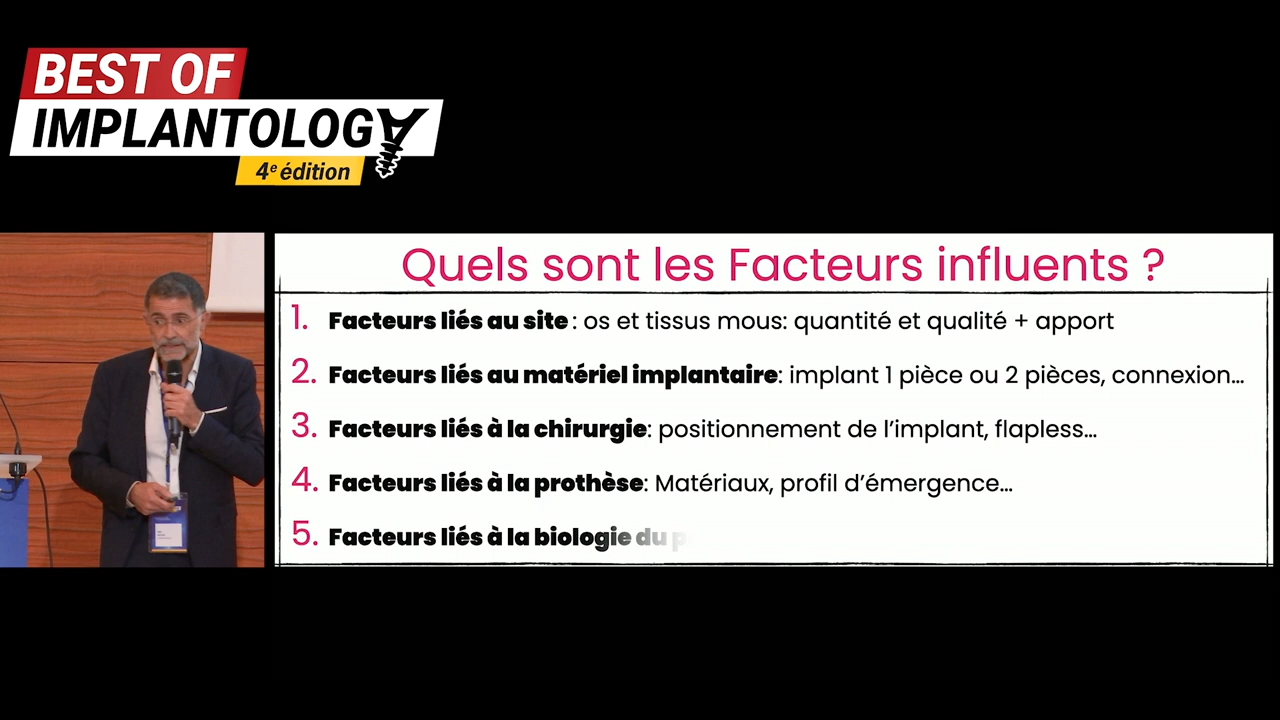 BEST OF
IMPLANTOLOGY
4e édition
Quels sont les Facteurs influents ?
1. Facteurs liés au site : os et tissus mous: quantité et qualité + apport
2. Facteurs liés au matériel implantaire: implant 1 pièce ou 2 pièces, connexion…
3. Facteurs liés à la chirurgie: positionnement de l’implant, flapless…
4. Facteurs liés à la prothèse: Matériaux, profil d’émergence…
5. Facteurs liés à la biologie du